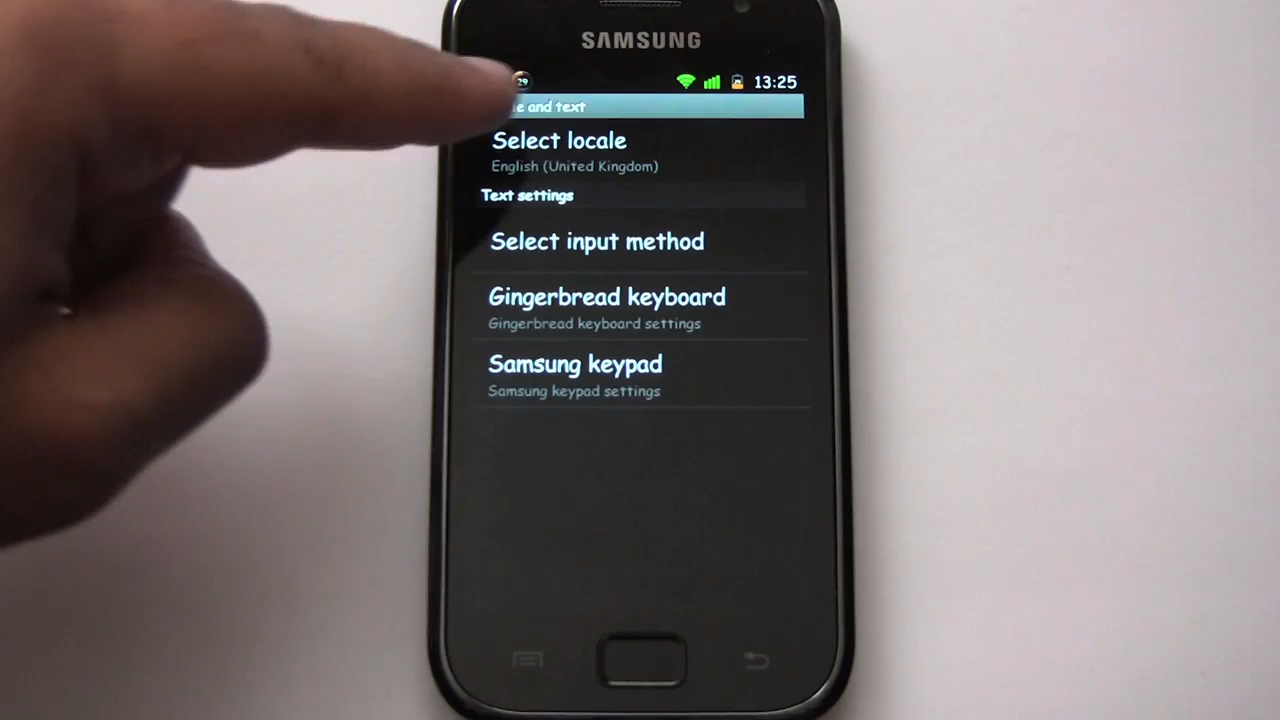 SAMSUNG
29 13:25
and text
Select locale
English (United Kingdom)
Text settings
Select input method
Gingerbread keyboard
Gingerbread keyboard settings
Samsung keypad
Samsung keypad settings